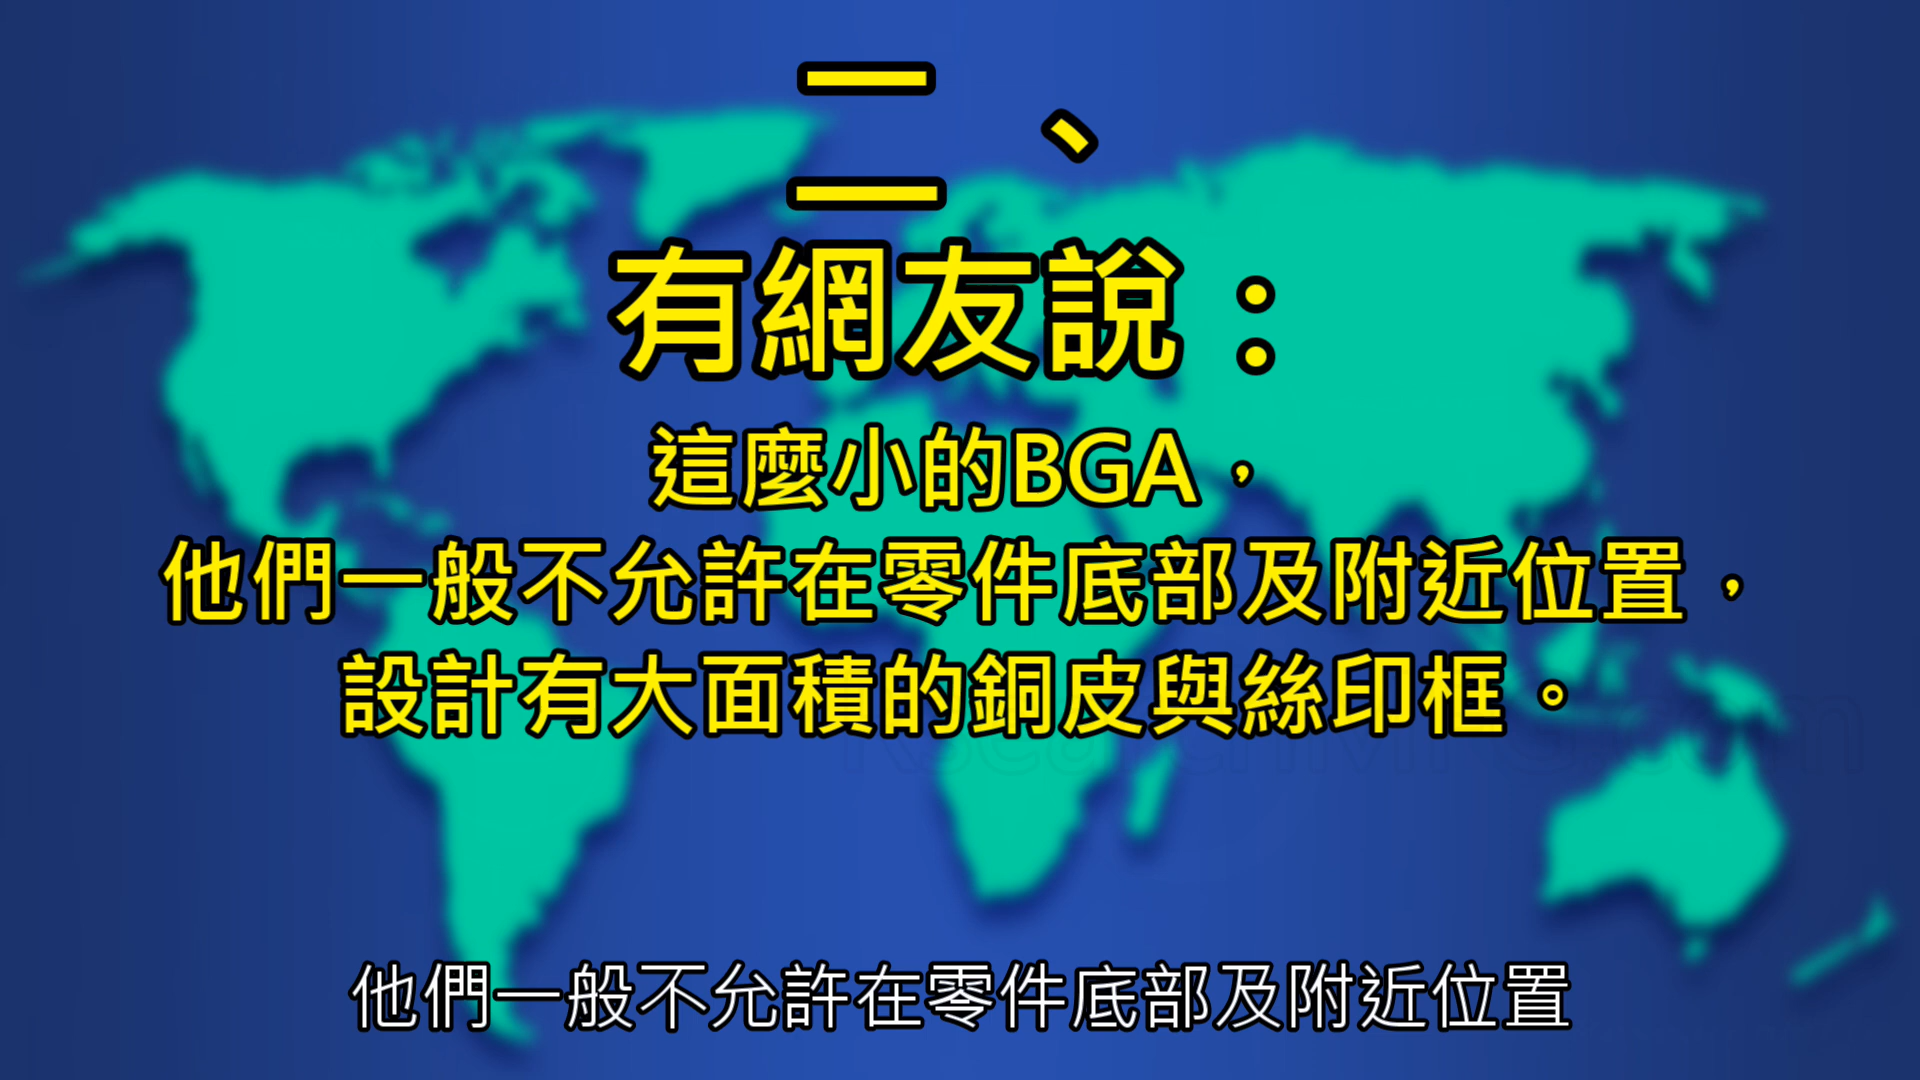 二、
有網友說：
這麼小的BGA，
他們一般不允許在零件底部及附近位置，
設計有大面積的銅皮與絲印框。
他們一般不允許在零件底部及附近位置